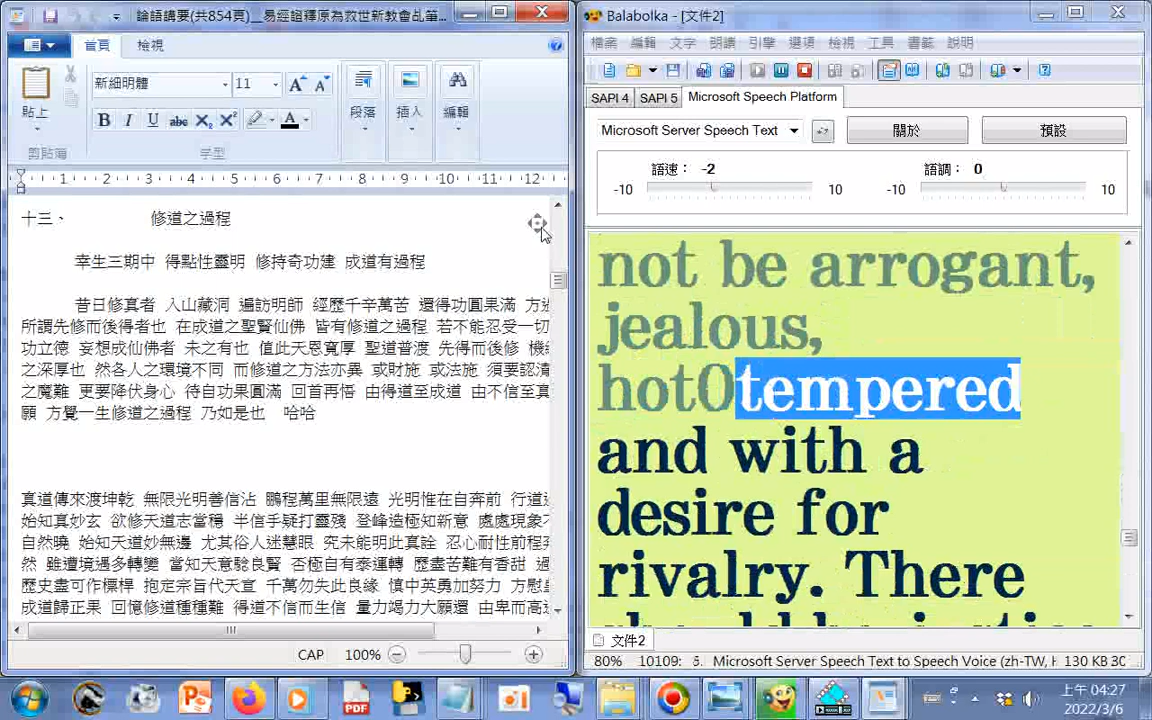 論語講要(共854頁)__易經證釋原為救世新教會乩筆...
首頁
檢視
新細明體
11
貼上
段落
插入
編輯
剪貼簿
字型
1 2 3 4 5 6 7 8 9 10 11 12
十三、 修道之過程
幸生三期中 得點性靈明 修持奇功建 成道有過程
昔日修真者 入山藏洞 遍訪明師 經歷千辛萬苦 還得功圓果滿 方
所謂先修而後得者也 在成道之聖賢仙佛 皆有修道之過程 若不能忍受一切
功立德 妄想成仙佛者 未之有也 值此天恩寬厚 聖道普渡 先得而後修 機
之深厚也 然各人之環境不同 而修道之方法亦異 或財施 或法施 須要認清
之魔難 更要降伏身心 待自功果圓滿 回首再悟 由得道至成道 由不信至真
願 方覺一生修道之過程 乃如是也 哈哈
真道傳來渡坤乾 無限光明善信沾 鵬程萬里無限遠 光明惟在自奔前 行道
始知真妙玄 欲修天道志當穩 半信乎疑打靈殘 登峰造極知新意 處處現象
自然曉 始知天道妙無邊 尤其俗人迷慧眼 究未能明此真詮 忍心耐性前程
然 雖遭境遇多轉變 當知天意驗良賢 否極自有泰運轉 歷盡苦難有香甜 過
歷史盡可作標桿 抱定宗旨代天宣 千萬勿失此良緣 慎中英勇加努力 方慰
成道歸正果 回憶修道種種難 得道不信而生信 量力竭力大願還 由卑而高
CAP 100%
Balabolka - [文件2]
檔案 編輯 文字 朗讀 引擎 選項 檢視 工具 書籤 說明
SAPI 4 SAPI 5 Microsoft Speech Platform
Microsoft Server Speech Text
關於
預設
語速: -2
語調: 0
-10 10 -10 10
not be arrogant,
jealous,
hot0tempered
and with a
desire for
rivalry. There
文件2
80% 10109: 5. Microsoft Server Speech Text to Speech Voice (zh-TW, H 130 KB 30
上午 04:27
2022/3/6